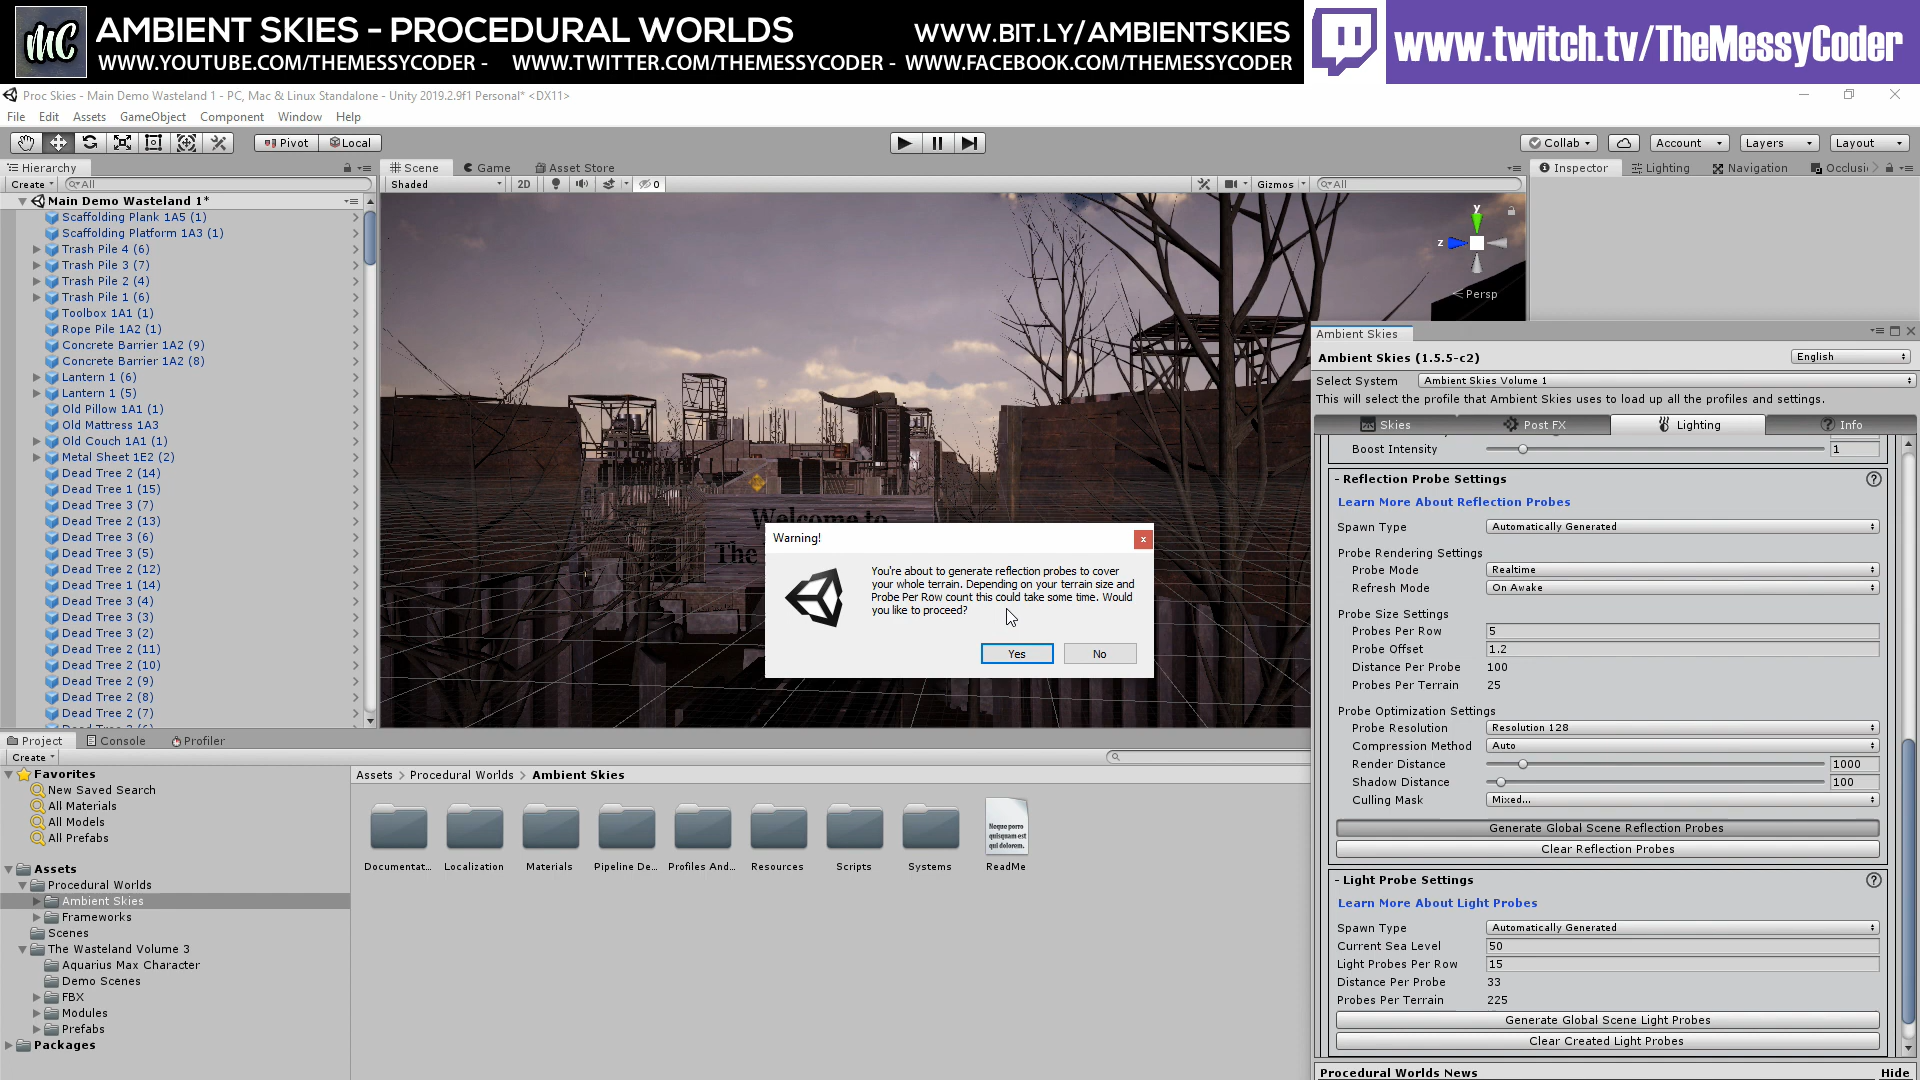 MC
AMBIENT SKIES - PROCEDURAL WORLDS
WWW.BIT.LY/AMBIENTSKIES
WWW.YOUTUBE.COM/THEMESSYCODER - WWW.TWITTER.COM/THEMESSYCODER - WWW.FACEBOOK.COM/THEMESSYCODER
www.twitch.tv/TheMessyCoder
Proc Skies - Main Demo Wasteland 1 - PC, Mac & Linux Standalone - Unity 2019.2.9f1 Personal* <DX11>
File Edit Assets GameObject Component Window Help
Pivot Local
Collab Account Layers Layout
Hierarchy
Create All
Main Demo Wasteland 1*
Scaffolding Plank 1A5 (1)
Scaffolding Platform 1A3 (1)
Trash Pile 4 (6)
Trash Pile 3 (7)
Trash Pile 2 (4)
Trash Pile 1 (6)
Toolbox 1A1 (1)
Rope Pile 1A2 (1)
Concrete Barrier 1A2 (9)
Concrete Barrier 1A2 (8)
Lantern 1 (6)
Lantern 1 (5)
Old Pillow 1A1 (1)
Old Mattress 1A3
Old Couch 1A1 (1)
Metal Sheet 1E2 (2)
Dead Tree 2 (14)
Dead Tree 1 (15)
Dead Tree 3 (7)
Dead Tree 2 (13)
Dead Tree 3 (6)
Dead Tree 3 (5)
Dead Tree 2 (12)
Dead Tree 1 (14)
Dead Tree 3 (4)
Dead Tree 3 (3)
Dead Tree 3 (2)
Dead Tree 2 (11)
Dead Tree 2 (10)
Dead Tree 2 (9)
Dead Tree 2 (8)
Dead Tree 2 (7)
Scene Game Asset Store
Shaded 2D 0 Gizmos All
y
z
Persp
Welcome to
The
Warning!
You're about to generate reflection probes to cover
your whole terrain. Depending on your terrain size and
Probe Per Row count this could take some time. Would
you like to proceed?
Yes No
Inspector Lighting Navigation Occlusi
Ambient Skies
Ambient Skies (1.5.5-c2) English
Select System Ambient Skies Volume 1
This will select the profile that Ambient Skies uses to load up all the profiles and settings.
Skies Post FX Lighting Info
Boost Intensity 1
- Reflection Probe Settings
Learn More About Reflection Probes
Spawn Type Automatically Generated
Probe Rendering Settings
Probe Mode Realtime
Refresh Mode On Awake
Probe Size Settings
Probes Per Row 5
Probe Offset 1.2
Distance Per Probe 100
Probes Per Terrain 25
Probe Optimization Settings
Probe Resolution Resolution 128
Compression Method Auto
Render Distance 1000
Shadow Distance 100
Culling Mask Mixed...
Generate Global Scene Reflection Probes
Clear Reflection Probes
- Light Probe Settings
Learn More About Light Probes
Spawn Type Automatically Generated
Current Sea Level 50
Light Probes Per Row 15
Distance Per Probe 33
Probes Per Terrain 225
Generate Global Scene Light Probes
Clear Created Light Probes
Procedural Worlds News Hide
Project Console Profiler
Create
Favorites
New Saved Search
All Materials
All Models
All Prefabs
Assets
Procedural Worlds
Ambient Skies
Frameworks
Scenes
The Wasteland Volume 3
Aquarius Max Character
Demo Scenes
FBX
Modules
Prefabs
Packages
Assets > Procedural Worlds > Ambient Skies
Documentat... Localization Materials Pipeline De... Profiles And... Resources Scripts Systems ReadMe
Neque porro
quisquam est
qui dolorem.